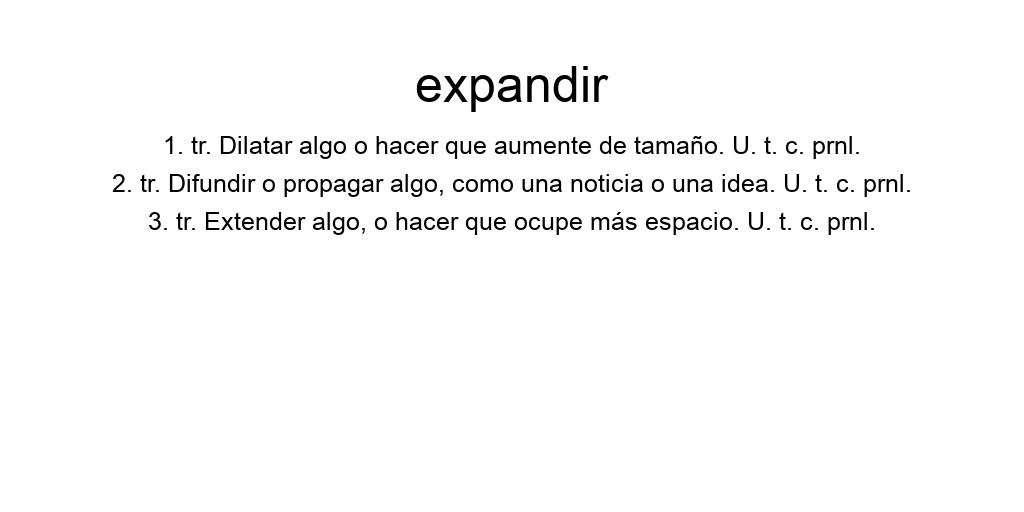 expandir
1. tr. Dilatar algo o hacer que aumente de tamaño. U. t. c. prnl.
2. tr. Difundir o propagar algo, como una noticia o una idea. U. t. c. prnl.
3. tr. Extender algo, o hacer que ocupe más espacio. U. t. c. prnl.